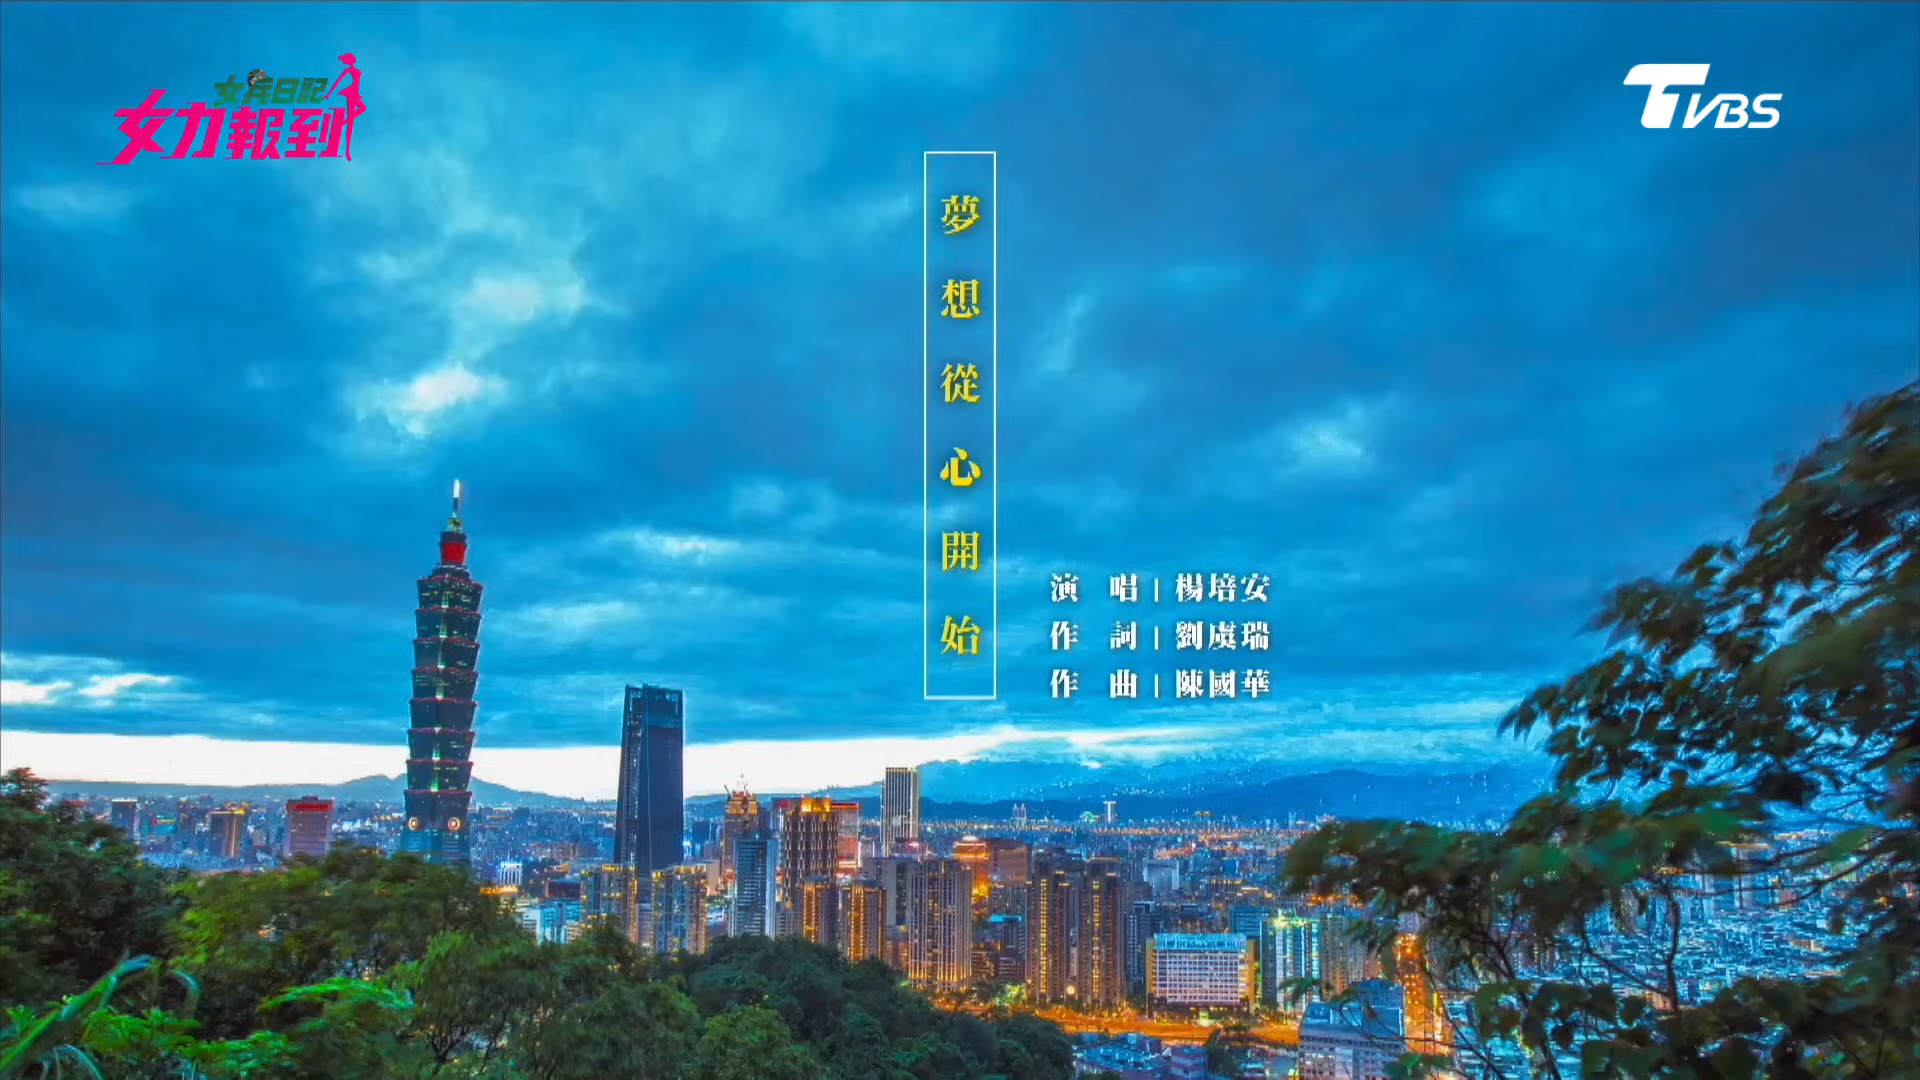 女兵日記
女力報到
TVBS
夢想從心開始
演 唱 | 楊培安
作 詞 | 劉虞瑞
作 曲 | 陳國華